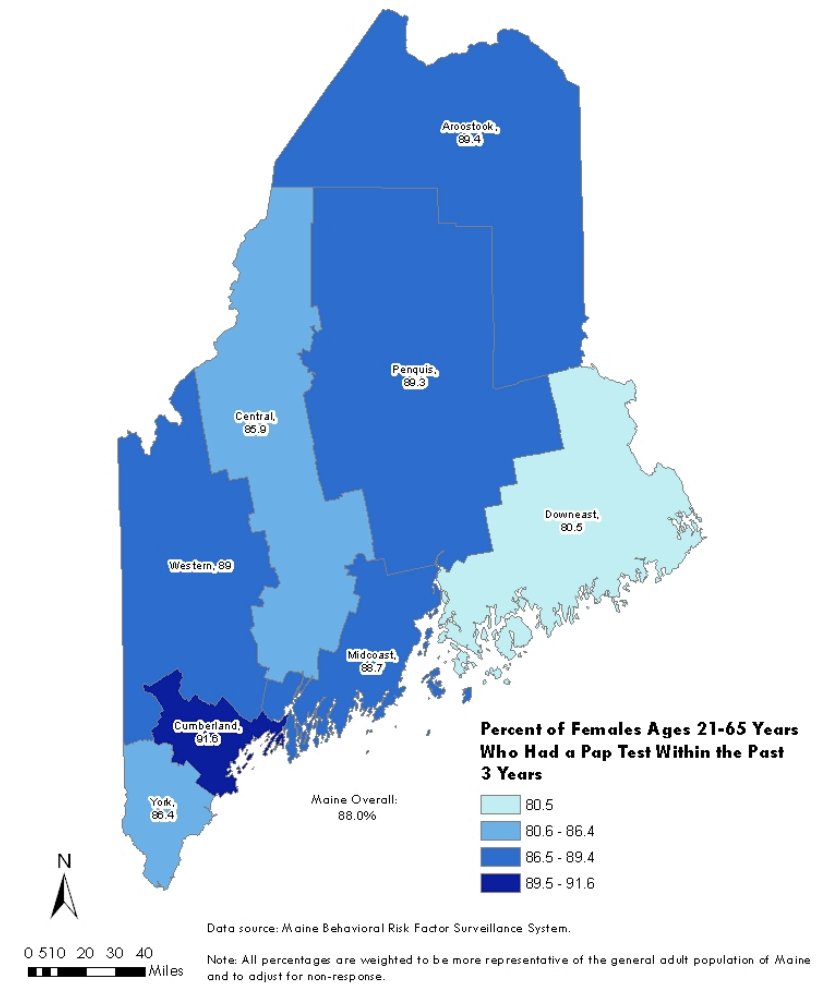 Aroostook,
89.4
Penquis,
89.3
Central,
85.9
Downeast,
80.5
Western, 89
Midcoast,
88.7
Cumberland,
91.6
York,
86.4
Maine Overall:
88.0%
Percent of Females Ages 21-65 Years
Who Had a Pap Test Within the Past
3 Years
80.5
80.6 - 86.4
86.5 - 89.4
89.5 - 91.6
N
0 5 10 20 30 40
Miles
Data source: Maine Behavioral Risk Factor Surveillance System.
Note: All percentages are weighted to be more representative of the general adult population of Maine
and to adjust for non-response.